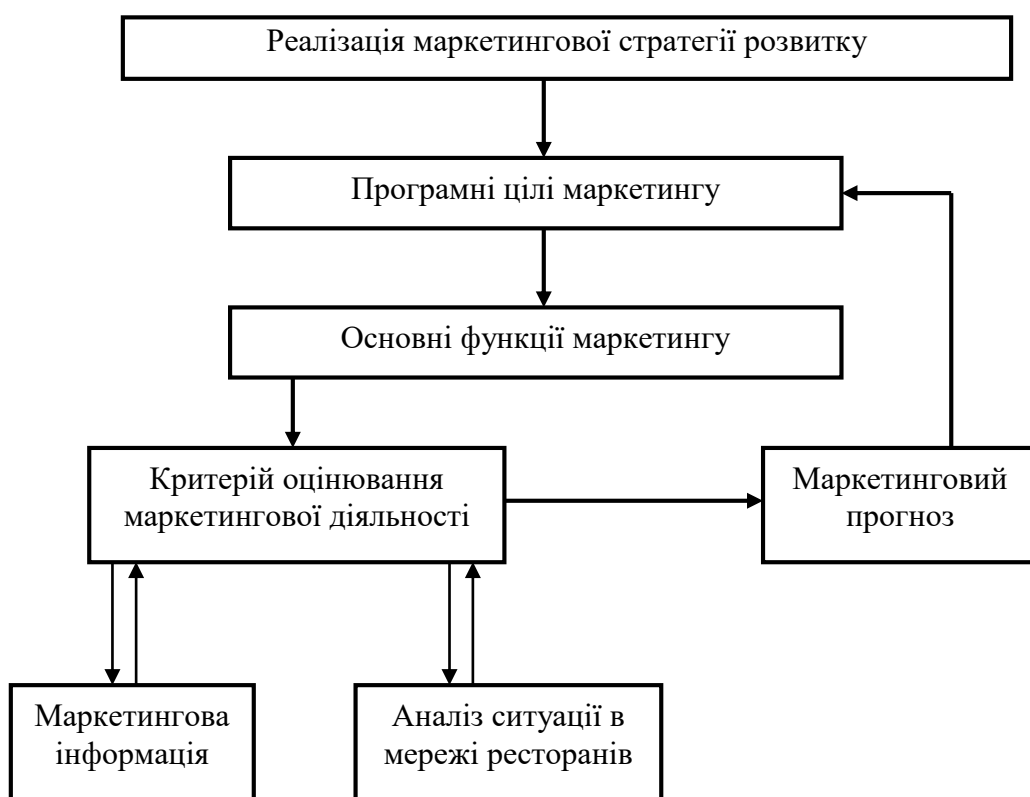 Реалізація маркетингової стратегії розвитку
Програмні цілі маркетингу
Основні функції маркетингу
Критерій оцінювання
маркетингової діяльності
Маркетинговий
прогноз
Маркетингова
інформація
Аналіз ситуації в
мережі ресторанів